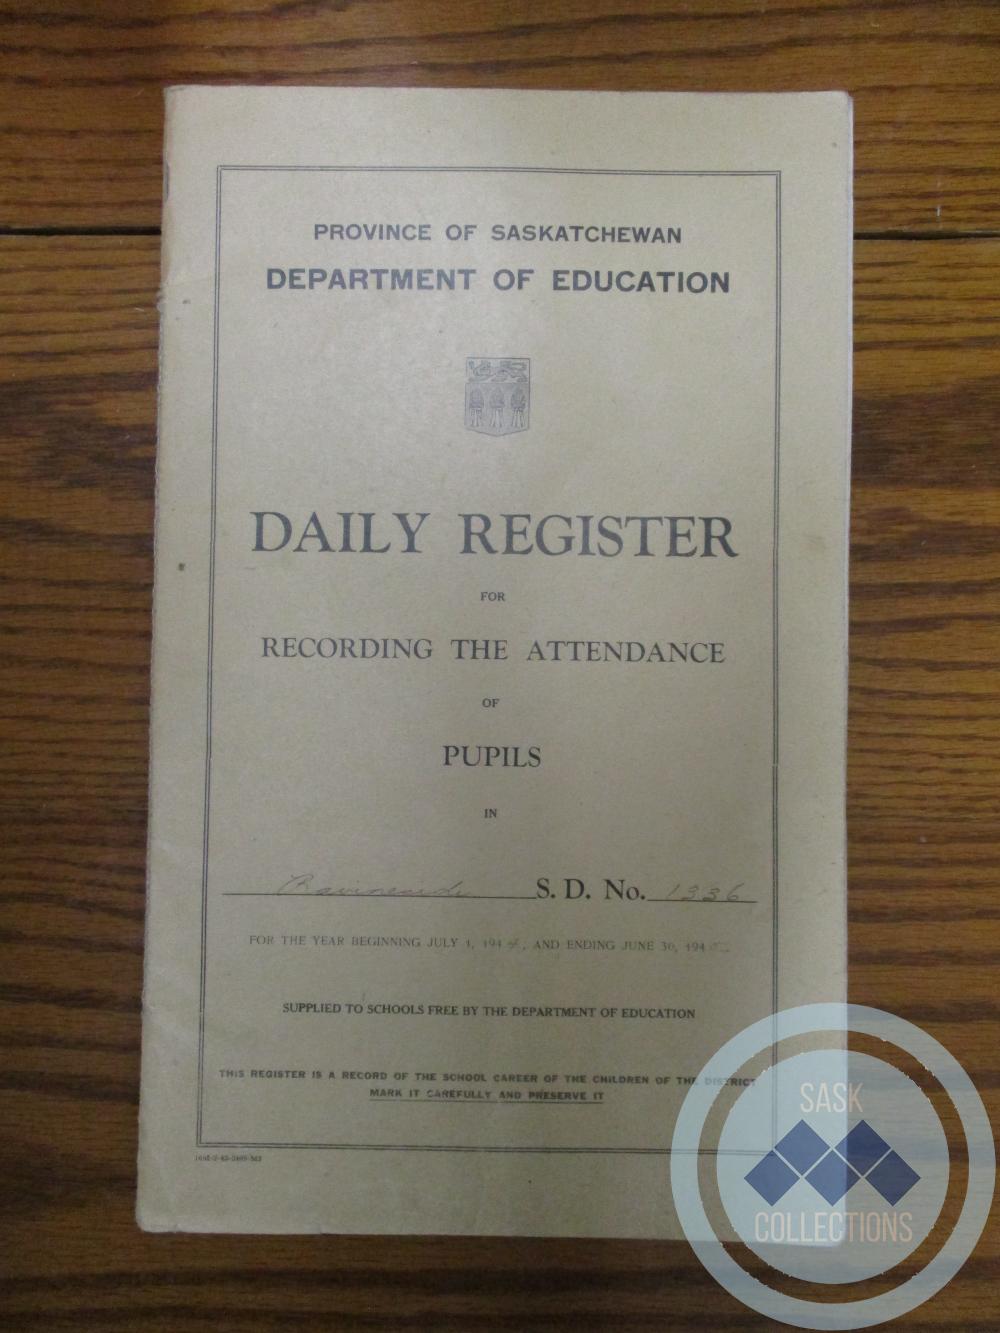 PROVINCE OF SASKATCHEWAN
DEPARTMENT OF EDUCATION
DAILY REGISTER
FOR
RECORDING THE ATTENDANCE
OF
PUPILS
IN
Ravineside S. D. No. 1336
FOR THE YEAR BEGINNING JULY 1, 1944, AND ENDING JUNE 30, 1945
SUPPLIED TO SCHOOLS FREE BY THE DEPARTMENT OF EDUCATION
THIS REGISTER IS A RECORD OF THE SCHOOL CAREER OF THE CHILDREN OF THE DISTRICT
MARK IT CAREFULLY AND PRESERVE IT
SASK
COLLECTIONS